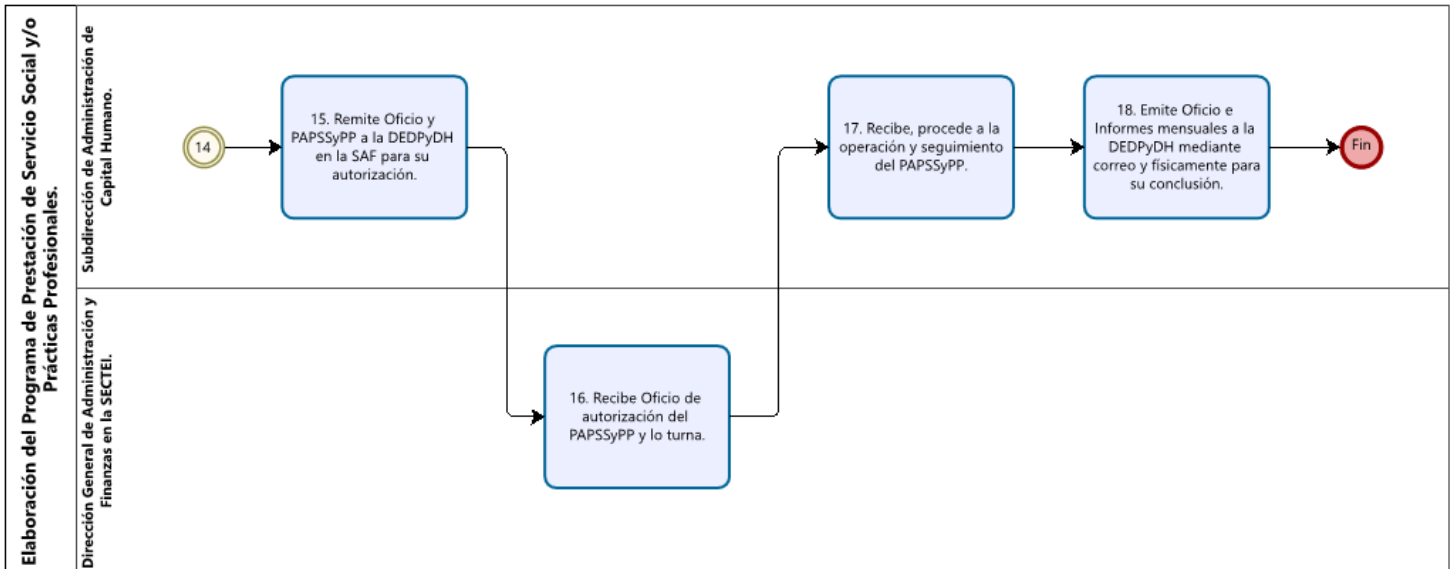 Elaboración del Programa de Prestación de Servicio Social y/o
Prácticas Profesionales.
Subdirección de Administración de
Capital Humano.
14
15. Remite Oficio y
PAPSSyPP a la DEDPyDH
en la SAF para su
autorización.
17. Recibe, procede a la
operación y seguimiento
del PAPSSyPP.
18. Emite Oficio e
Informes mensuales a la
DEDPyDH mediante
correo y físicamente para
su conclusión.
Fin
Dirección General de Administración y
Finanzas en la SECTEI.
16. Recibe Oficio de
autorización del
PAPSSyPP y lo turna.